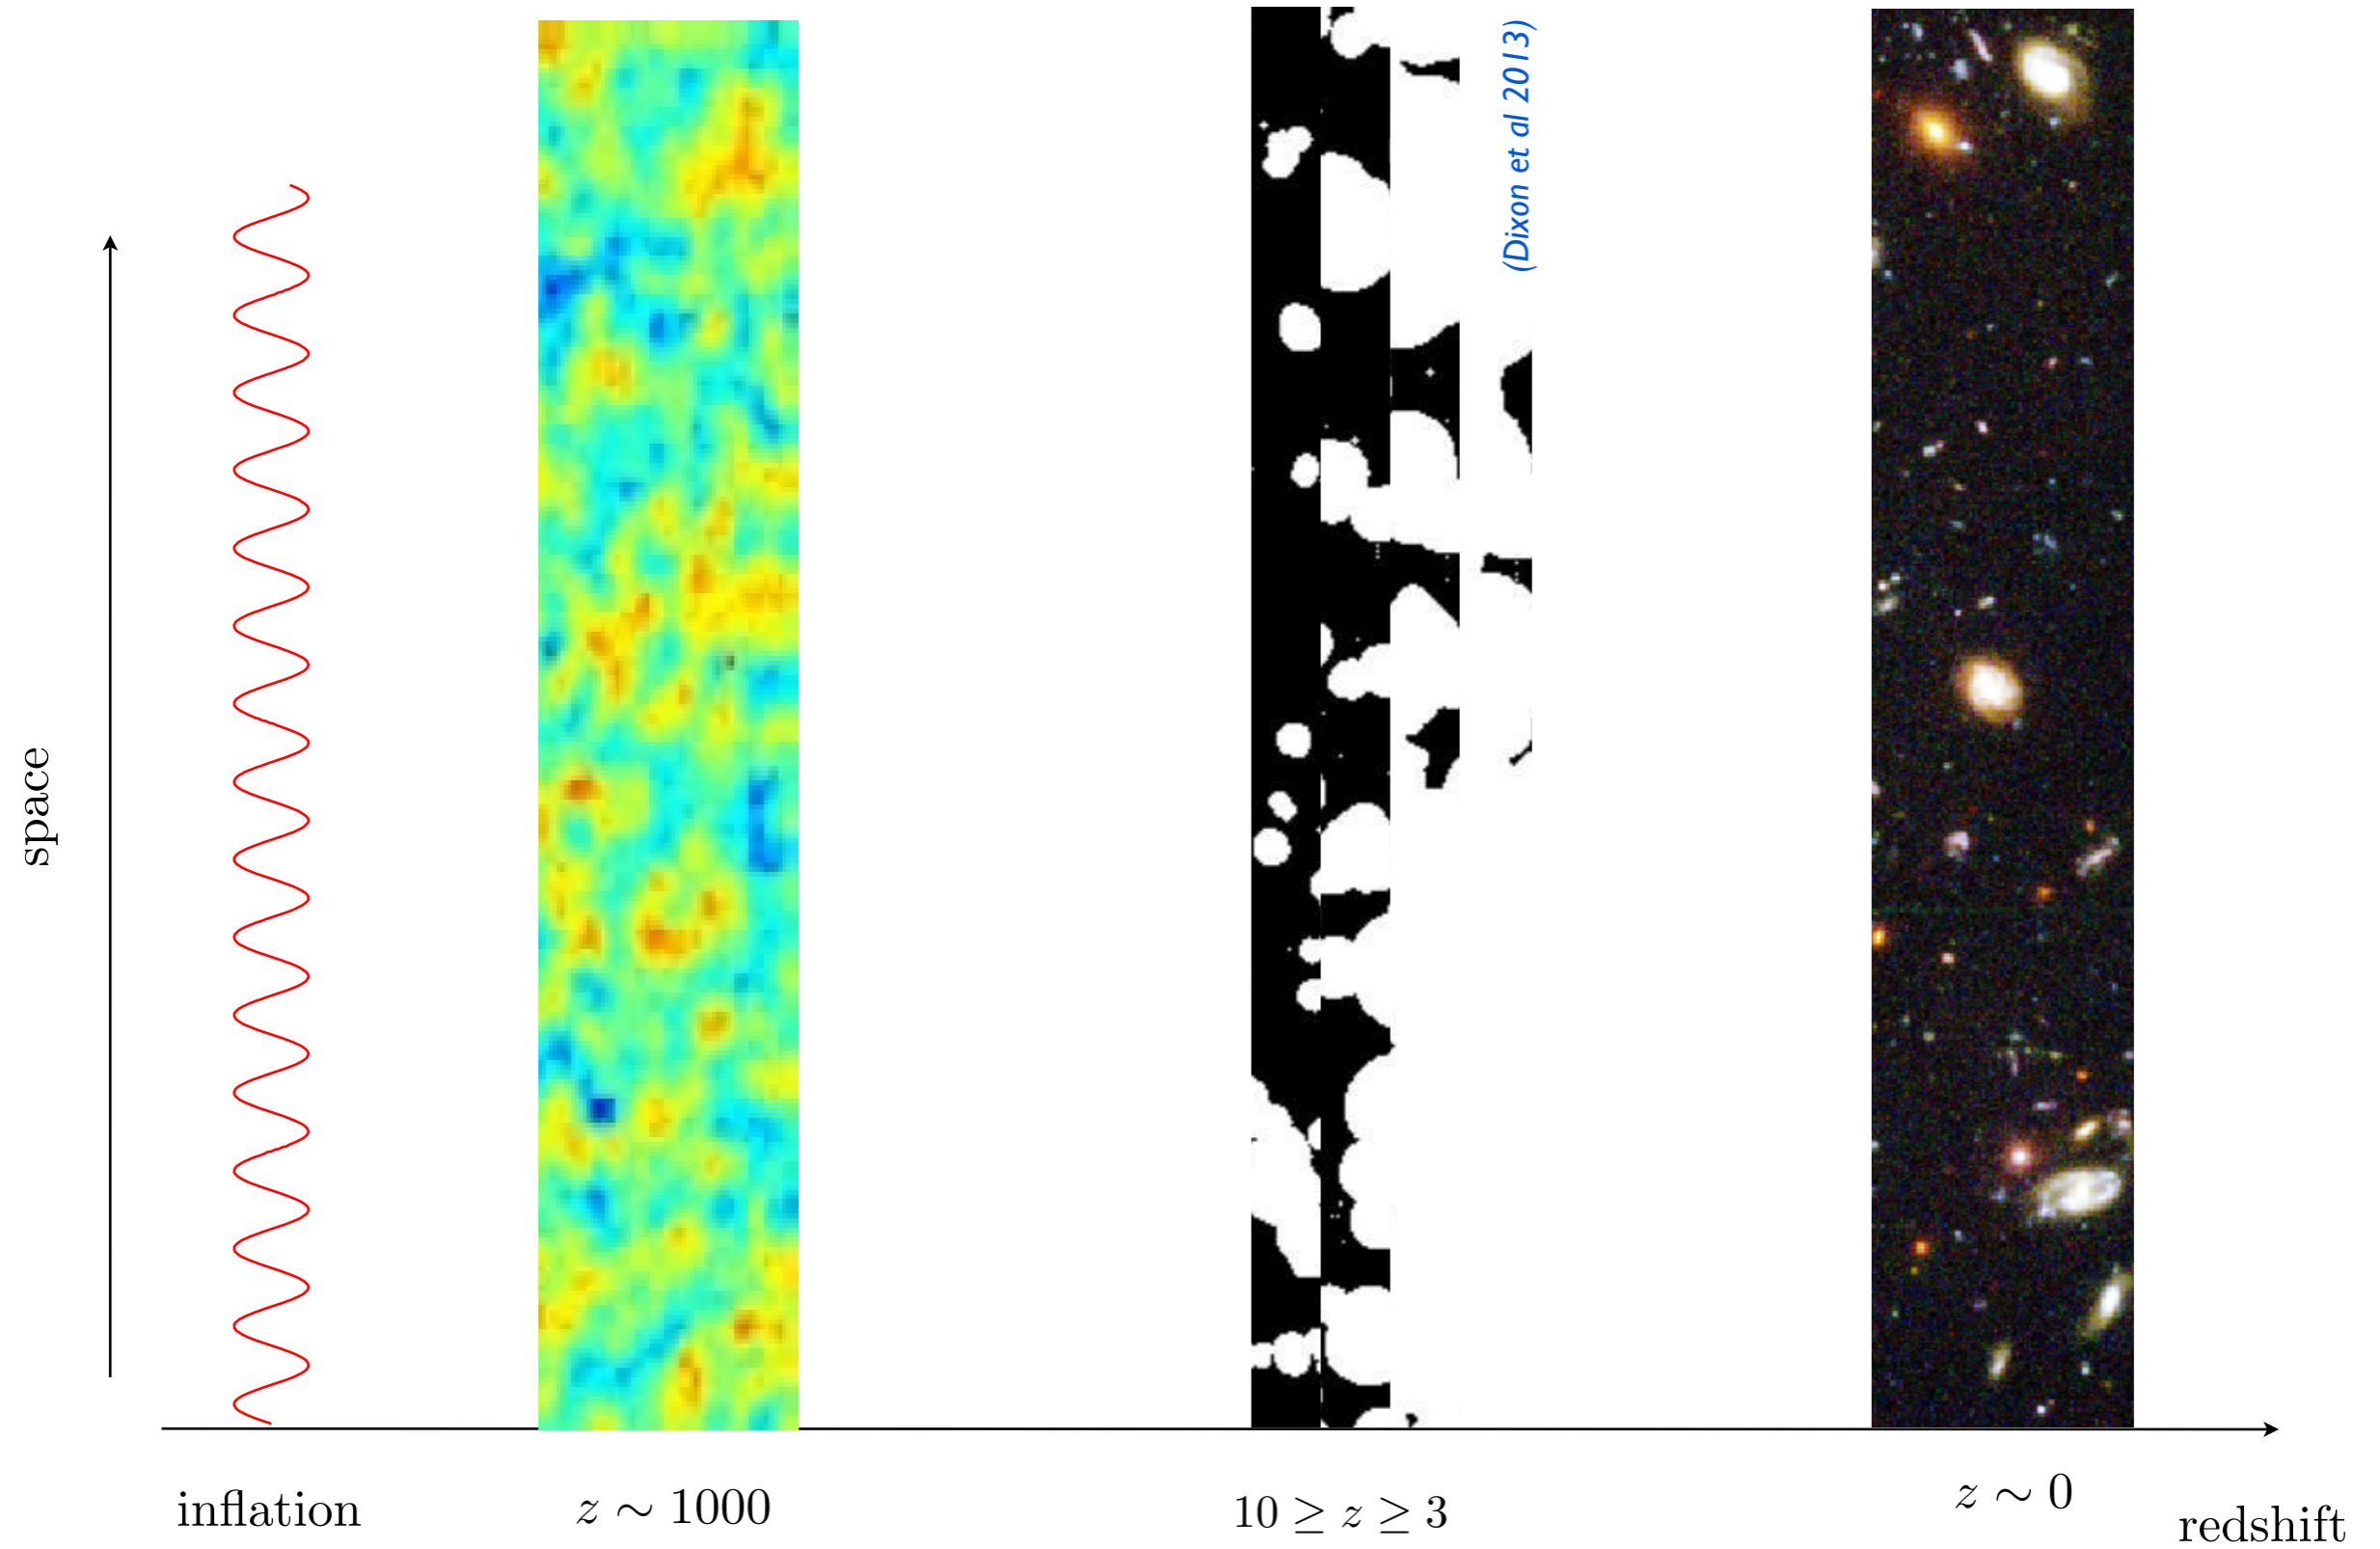 (Dixon et al 2013)
space
inflation
z ∼ 1000
10 ≥ z ≥ 3
z ∼ 0
redshift